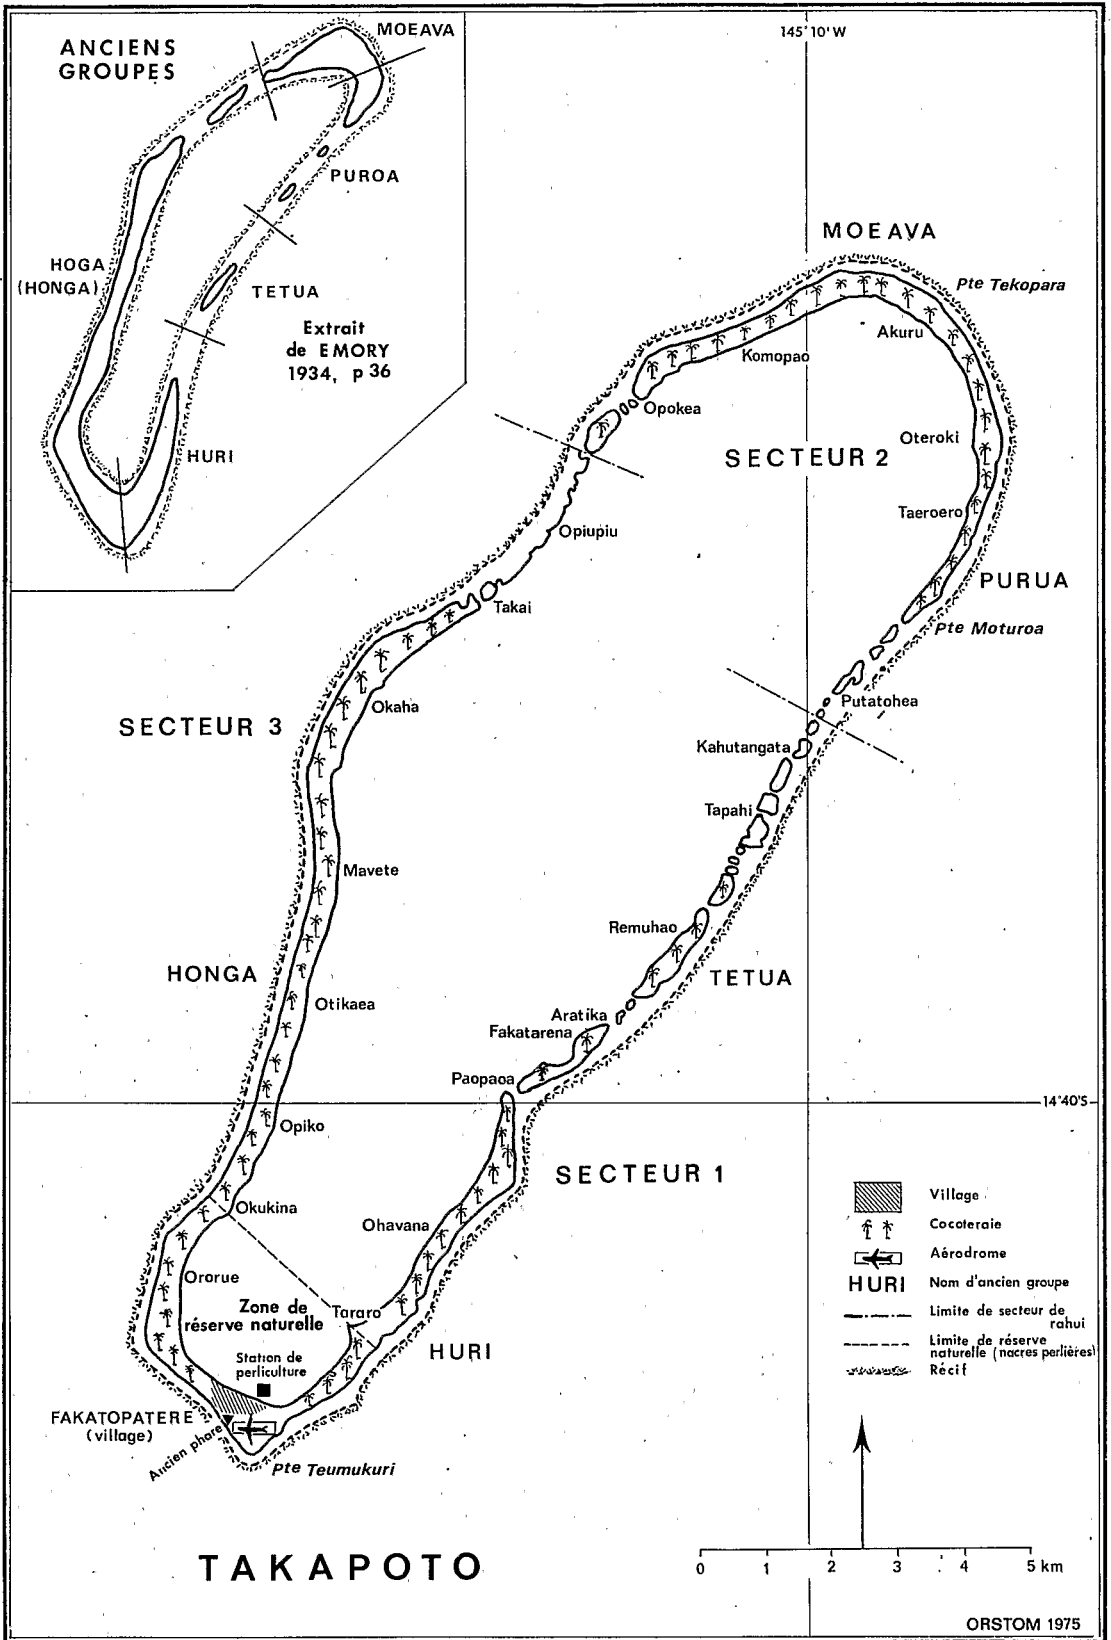 ANCIENS
GROUPES
MOEAVA
PUROA
HOGA
(HONGA)
TETUA
Extrait
de EMORY
1934, p 36
HURI
145°10'W
MOEAVA
Pte Tekopara
Akuru
Komopao
Opokea
Oteroki
SECTEUR 2
Taeroero
Opiupiu
PURUA
Takai
Pte Moturoa
Putatohea
Okaha
SECTEUR 3
Kahutangata
Tapahi
Mavete
Remuhao
HONGA
TETUA
Otikaea
Aratika
Fakatarena
Paopaoa
14°40'S
Opiko
SECTEUR 1
Okukina
Ohavana
Ororue
Zone de
réserve naturelle
Tararo
HURI
Station de
perliculture
FAKATOPATERE
(village)
Ancien phare
Pte Teumukuri
Village
Cocoteraie
Aérodrome
HURI Nom d'ancien groupe
Limite de secteur de
rahui
Limite de réserve
naturelle (nacres perlières)
Récif
TAKAPOTO
0 1 2 3 4 5 km
ORSTOM 1975